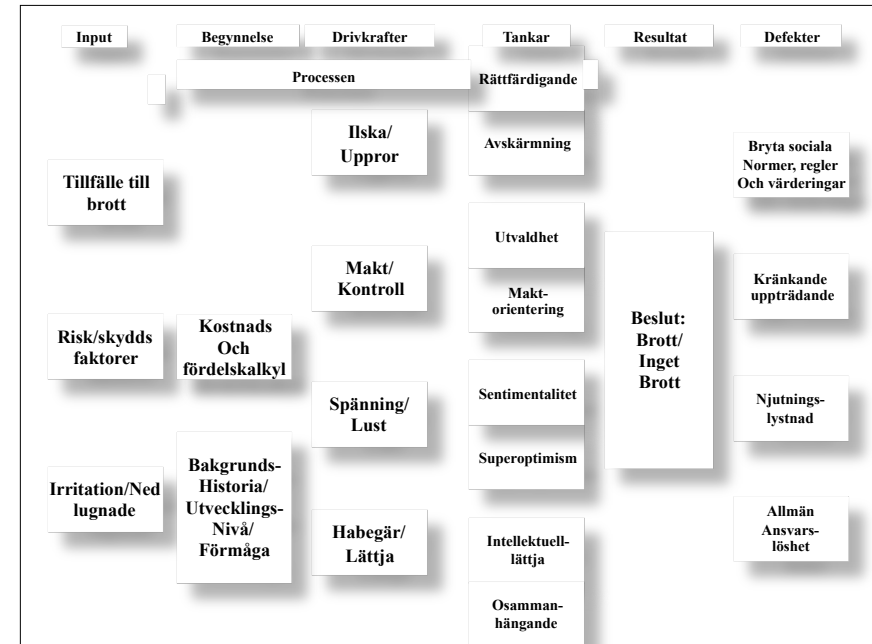 Input
Begynnelse
Drivkrafter
Tankar
Resultat
Defekter
Processen
Tillfälle till
brott
Risk/skydds
faktorer
Irritation/Ned
lugnade
Kostnads
Och
fördelskalkyl
Bakgrunds-
Historia/
Utvecklings-
Nivå/
Förmåga
Ilska/
Uppror
Makt/
Kontroll
Spänning/
Lust
Habegär/
Lättja
Rättfärdigande
Avskärmning
Utvaldhet
Makt-
orientering
Sentimentalitet
Superoptimism
Intellektuell-
lättja
Osamman-
hängande
Beslut:
Brott/
Inget
Brott
Bryta sociala
Normer, regler
Och värderingar
Kränkande
uppträdande
Njutnings-
lystnad
Allmän
Ansvars-
löshet